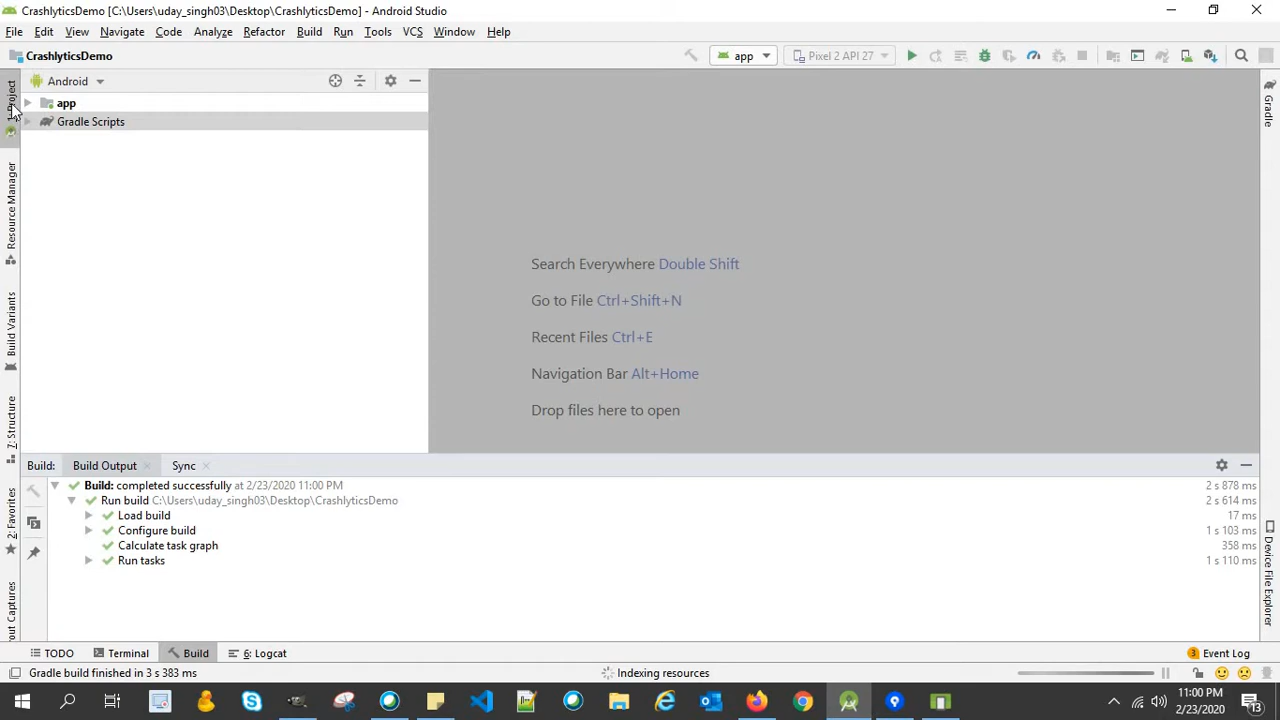 CrashlyticsDemo [C:\Users\uday_singh03\Desktop\CrashlyticsDemo] - Android Studio
File Edit View Navigate Code Analyze Refactor Build Run Tools VCS Window Help
CrashlyticsDemo
app
Pixel 2 API 27
Android
app
Gradle Scripts
Resource Manager
Build Variants
7: Structure
2: Favorites
out Captures
Gradle
Device File Explorer
Search Everywhere Double Shift
Go to File Ctrl+Shift+N
Recent Files Ctrl+E
Navigation Bar Alt+Home
Drop files here to open
Build: Build Output Sync
Build: completed successfully at 2/23/2020 11:00 PM 2 s 878 ms
Run build C:\Users\uday_singh03\Desktop\CrashlyticsDemo 2 s 614 ms
Load build 17 ms
Configure build 1 s 103 ms
Calculate task graph 358 ms
Run tasks 1 s 110 ms
TODO Terminal Build 6: Logcat 3 Event Log
Gradle build finished in 3 s 383 ms Indexing resources
11:00 PM
2/23/2020
13